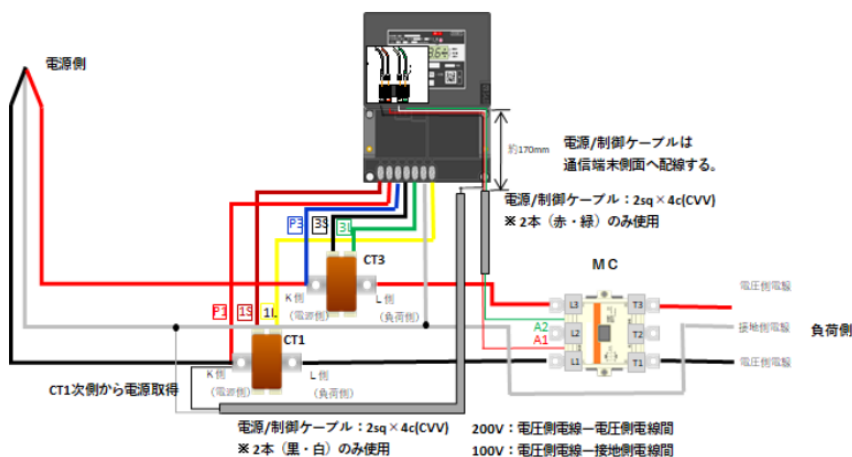 電源側
約170mm
電源/制御ケーブルは
通信端末側面へ配線する。
電源/制御ケーブル：2sq×4c(CVV)
※ 2本（赤・緑）のみ使用
P3
3S
3L
CT3
MC
K 側
（電源側）
L 側
（負荷側）
L3
T3
電圧側電線
P1
1S
1L
A2
A1
L2
T2
接地側電線
負荷側
CT1
K 側
（電源側）
L 側
（負荷側）
L1
T1
電圧側電線
CT1次側から電源取得
電源/制御ケーブル：2sq×4c(CVV)
※ 2本（黒・白）のみ使用
200V：電圧側電線ー電圧側電線間
100V：電圧側電線ー接地側電線間